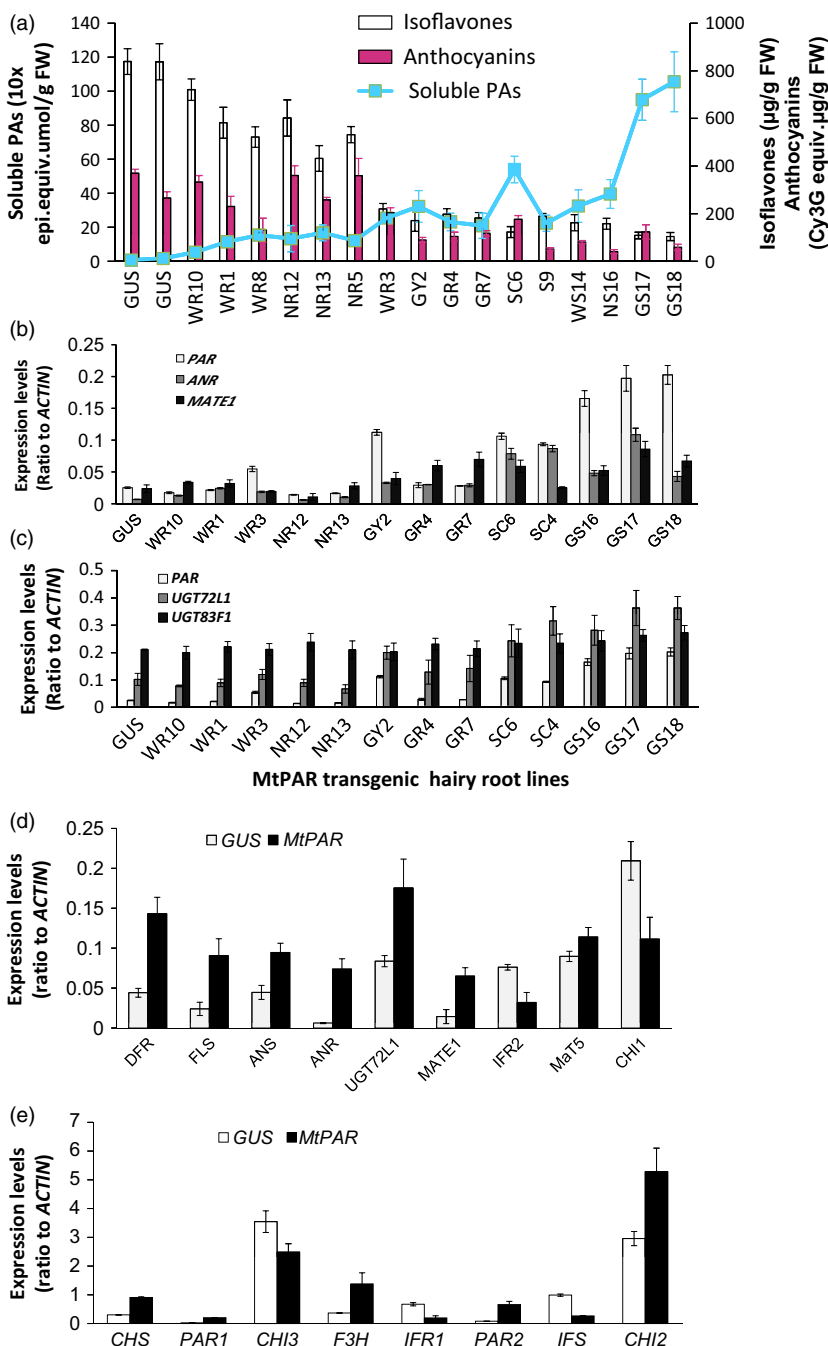 (a)
Isoflavones
Anthocyanins
Soluble PAs
Soluble PAs (10x
epi.equiv.umol/g FW)
140
120
100
80
60
40
20
0
1000
800
600
400
200
0
Isoflavones (µg/g FW)
Anthocyanins
(Cy3G equiv.µg/g FW)
GUS GUS WR10 WR1 WR8 NR12 NR13 NR5 WR3 GY2 GR4 GR7 SC6 S9 WS14 NS16 GS17 GS18
(b)
Expression levels
(Ratio to ACTIN)
0.25
0.2
0.15
0.1
0.05
0
PAR
ANR
MATE1
GUS WR10 WR1 WR3 NR12 NR13 GY2 GR4 GR7 SC6 SC4 GS16 GS17 GS18
(c)
Expression levels
(Ratio to ACTIN)
0.5
0.4
0.3
0.2
0.1
0
PAR
UGT72L1
UGT83F1
GUS WR10 WR1 WR3 NR12 NR13 GY2 GR4 GR7 SC6 SC4 GS16 GS17 GS18
MtPAR transgenic hairy root lines
(d)
Expression levels
(ratio to ACTIN)
0.25
0.2
0.15
0.1
0.05
0
GUS MtPAR
DFR FLS ANS ANR UGT72L1 MATE1 IFR2 MaT5 CHI1
(e)
Expression levels
(ratio to ACTIN)
7
6
5
4
3
2
1
0
GUS MtPAR
CHS PAR1 CHI3 F3H IFR1 PAR2 IFS CHI2